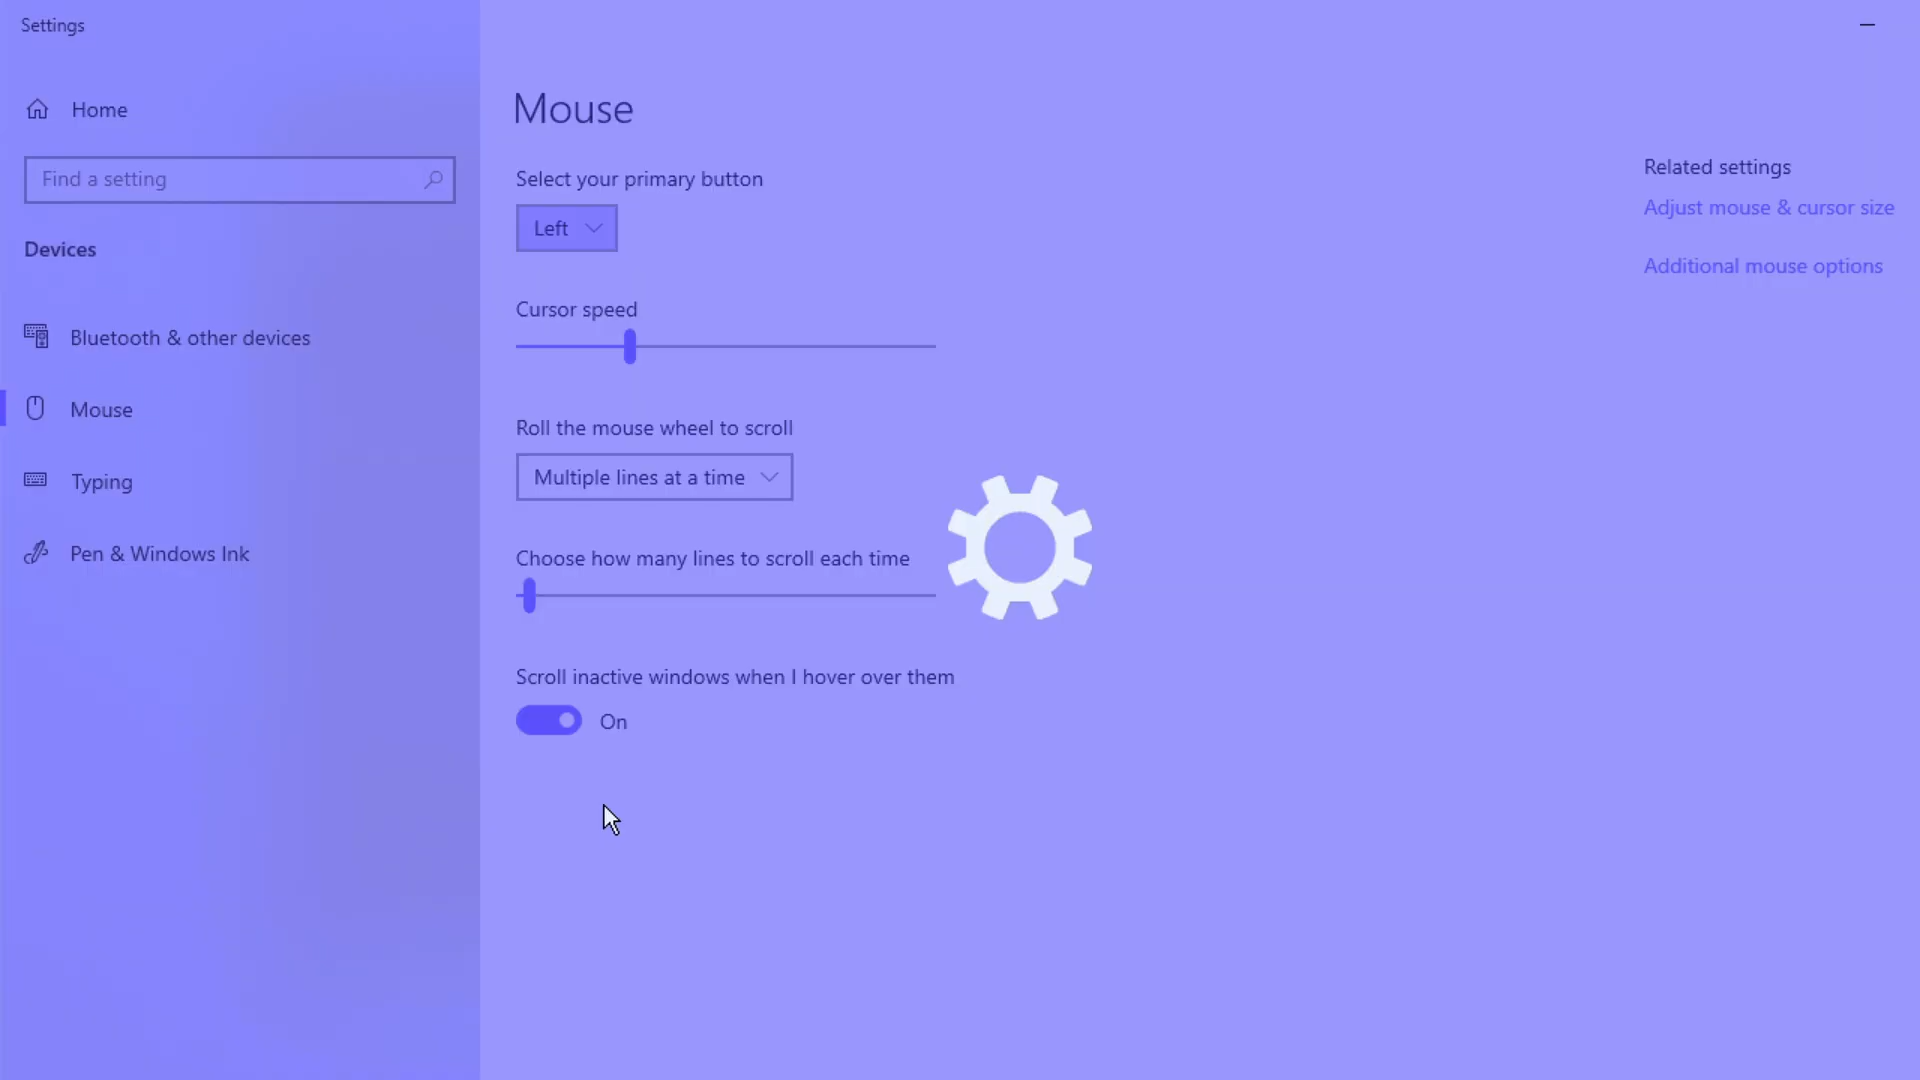 Settings
Home
Find a setting
Devices
Bluetooth & other devices
Mouse
Typing
Pen & Windows Ink
Mouse
Select your primary button
Left
Cursor speed
Roll the mouse wheel to scroll
Multiple lines at a time
Choose how many lines to scroll each time
Scroll inactive windows when I hover over them
On
Related settings
Adjust mouse & cursor size
Additional mouse options